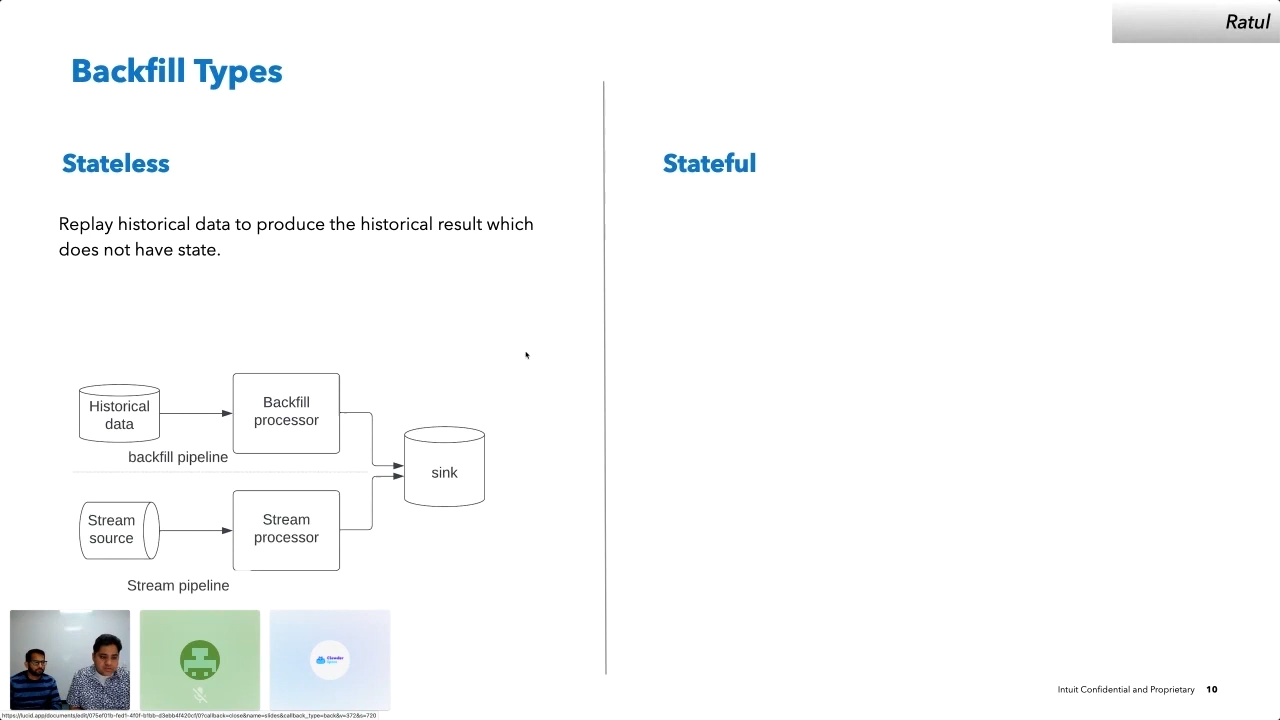 Ratul
Backfill Types
Stateless
Stateful
Replay historical data to produce the historical result which
does not have state.
Historical
data
Backfill
processor
backfill pipeline
sink
Stream
source
Stream
processor
Stream pipeline
Intuit Confidential and Proprietary 10